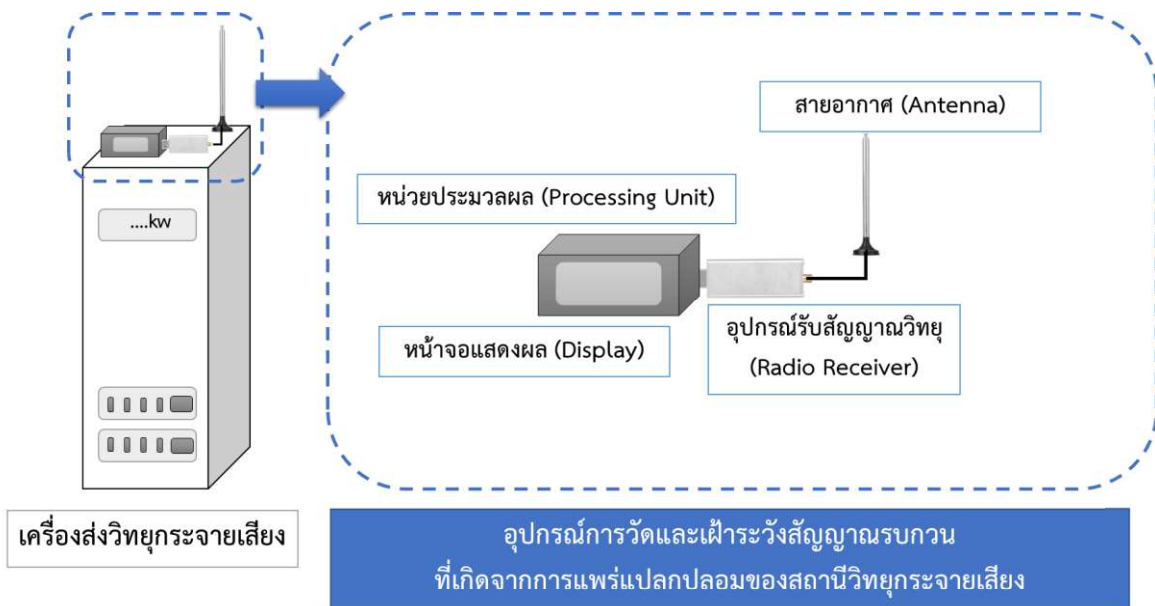 สายอากาศ (Antenna)
หน่วยประมวลผล (Processing Unit)
....kw
หน้าจอแสดงผล (Display)
อุปกรณ์รับสัญญาณวิทยุ
(Radio Receiver)
เครื่องส่งวิทยุกระจายเสียง
อุปกรณ์การวัดและเฝ้าระวังสัญญาณรบกวน
ที่เกิดจากการแพร่แปลกปลอมของสถานีวิทยุกระจายเสียง